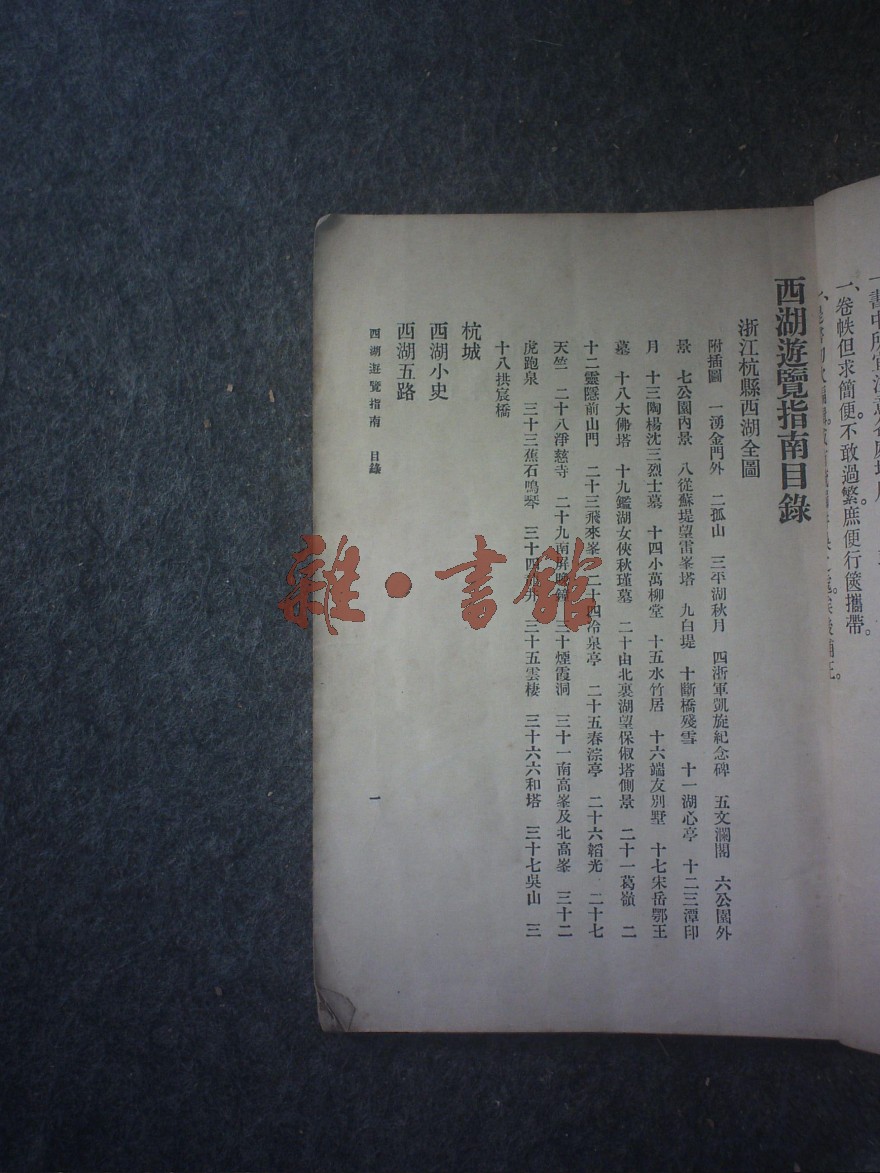 一、卷帙但求簡便。不敢過繁。庶便行篋攜帶。
西湖遊覽指南目錄
浙江杭縣西湖全圖
附插圖　一湧金門外　二孤山　三平湖秋月　四浙軍凱旋紀念碑　五文瀾閣　六公園外
景　七公園內景　八從蘇堤望雷峯塔　九白堤　十斷橋殘雪　十一湖心亭　十二三潭印
月　十三陶楊沈三烈士墓　十四小萬柳堂　十五水竹居　十六端友別墅　十七宋岳鄂王
墓　十八大佛塔　十九鑑湖女俠秋瑾墓　二十由北裏湖望保俶塔側景　二十一葛嶺　二
十二靈隱前山門　二十三飛來峯　二十四冷泉亭　二十五春淙亭　二十六韜光　二十七
天竺　二十八淨慈寺　二十九南屏晚鐘　三十煙霞洞　三十一南高峯及北高峯　三十二
虎跑泉　三十三蕉石鳴琴　三十四　井　三十五雲棲　三十六六和塔　三十七吳山　三
十八拱宸橋
杭城
西湖小史
西湖五路
西湖遊覽指南　目錄
一
雜·書館